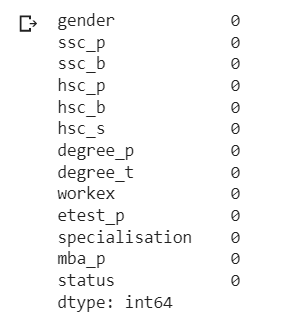 gender 0
ssc_p 0
ssc_b 0
hsc_p 0
hsc_b 0
hsc_s 0
degree_p 0
degree_t 0
workex 0
etest_p 0
specialisation 0
mba_p 0
status 0
dtype: int64